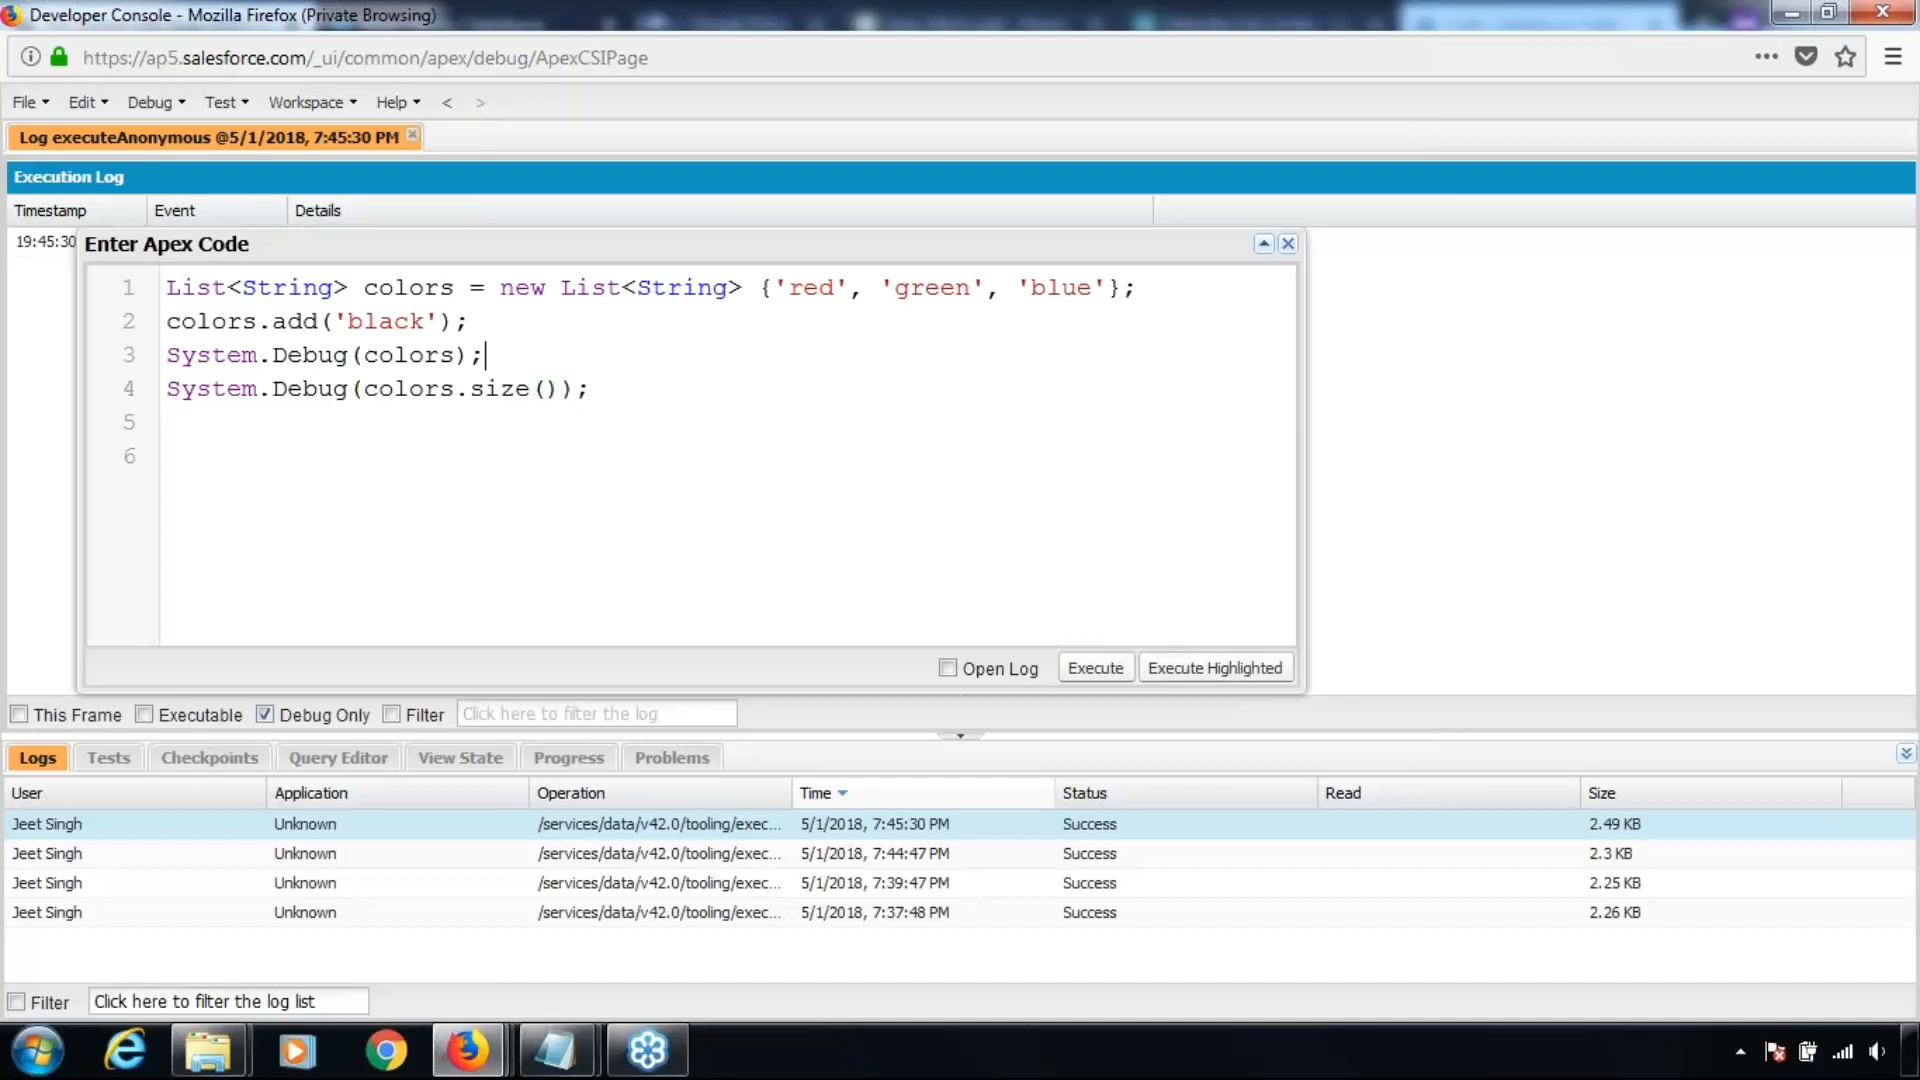 Developer Console - Mozilla Firefox (Private Browsing)
https://ap5.salesforce.com/_ui/common/apex/debug/ApexCSIPage
File Edit Debug Test Workspace Help < >
Log executeAnonymous @5/1/2018, 7:45:30 PM
Execution Log
Timestamp Event Details
19:45:30
Enter Apex Code
1 List<String> colors = new List<String> {'red', 'green', 'blue'};
2 colors.add('black');
3 System.Debug(colors);
4 System.Debug(colors.size());
5
6
Open Log Execute Execute Highlighted
This Frame Executable Debug Only Filter Click here to filter the log
Logs Tests Checkpoints Query Editor View State Progress Problems
User Application Operation Time Status Read Size
Jeet Singh Unknown /services/data/v42.0/tooling/exec... 5/1/2018, 7:45:30 PM Success 2.49 KB
Jeet Singh Unknown /services/data/v42.0/tooling/exec... 5/1/2018, 7:44:47 PM Success 2.3 KB
Jeet Singh Unknown /services/data/v42.0/tooling/exec... 5/1/2018, 7:39:47 PM Success 2.25 KB
Jeet Singh Unknown /services/data/v42.0/tooling/exec... 5/1/2018, 7:37:48 PM Success 2.26 KB
Filter Click here to filter the log list